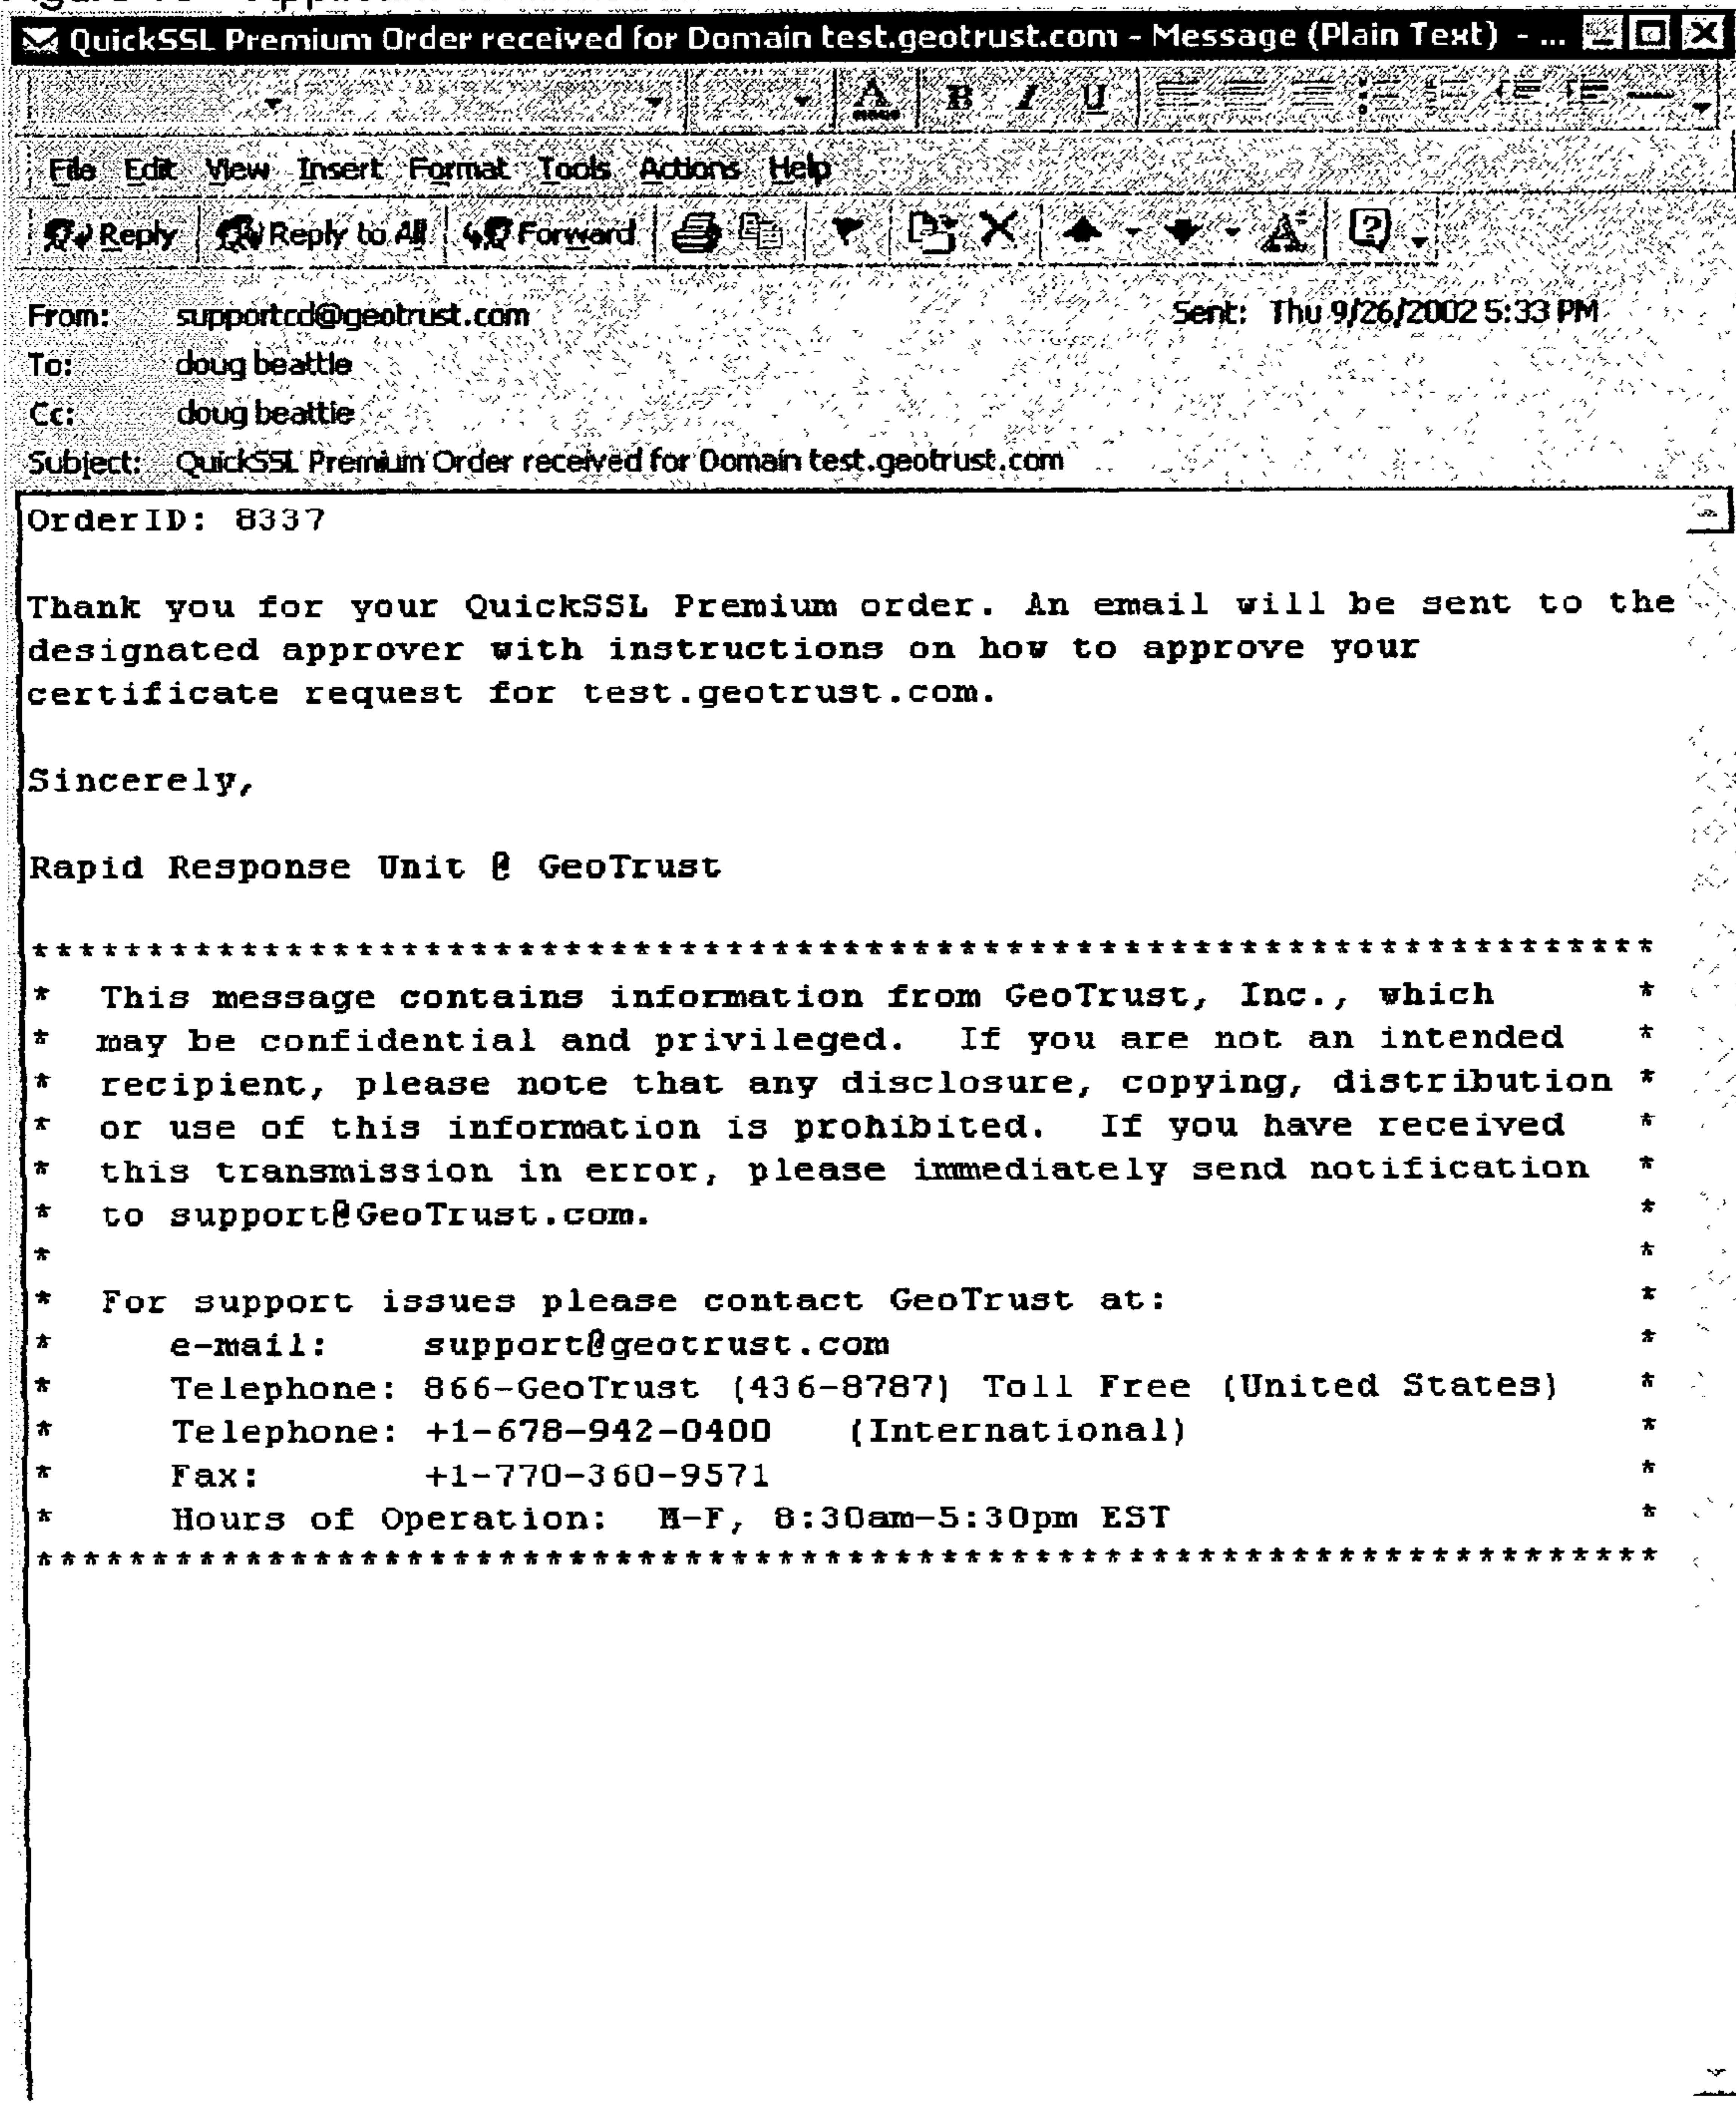 QuickSSL Premium Order received for Domain test.geotrust.com - Message (Plain Text) - ...
A B I U
File Edit View Insert Format Tools Actions Help
Reply Reply to All Forward
From: supportcd@geotrust.com Sent: Thu 9/26/2002 5:33 PM
To: doug beattie
Cc: doug beattie
Subject: QuickSSL Premium Order received for Domain test.geotrust.com
OrderID: 8337
Thank you for your QuickSSL Premium order. An email will be sent to the
designated approver with instructions on how to approve your
certificate request for test.geotrust.com.
Sincerely,
Rapid Response Unit @ GeoTrust
***********************************************************************
* This message contains information from GeoTrust, Inc., which *
* may be confidential and privileged. If you are not an intended *
* recipient, please note that any disclosure, copying, distribution *
* or use of this information is prohibited. If you have received *
* this transmission in error, please immediately send notification *
* to support@GeoTrust.com. *
* *
* For support issues please contact GeoTrust at: *
* e-mail: support@geotrust.com *
* Telephone: 866-GeoTrust (436-8787) Toll Free (United States) *
* Telephone: +1-678-942-0400 (International) *
* Fax: +1-770-360-9571 *
* Hours of Operation: M-F, 8:30am-5:30pm EST *
***********************************************************************